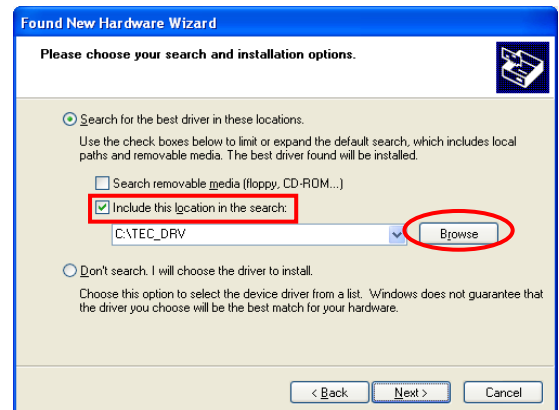 Found New Hardware Wizard
Please choose your search and installation options.
Search for the best driver in these locations.
Use the check boxes below to limit or expand the default search, which includes local
paths and removable media. The best driver found will be installed.
Search removable media (floppy, CD-ROM...)
Include this location in the search:
C:\TEC_DRV
Browse
Don't search. I will choose the driver to install.
Choose this option to select the device driver from a list. Windows does not guarantee that
the driver you choose will be the best match for your hardware.
< Back
Next >
Cancel